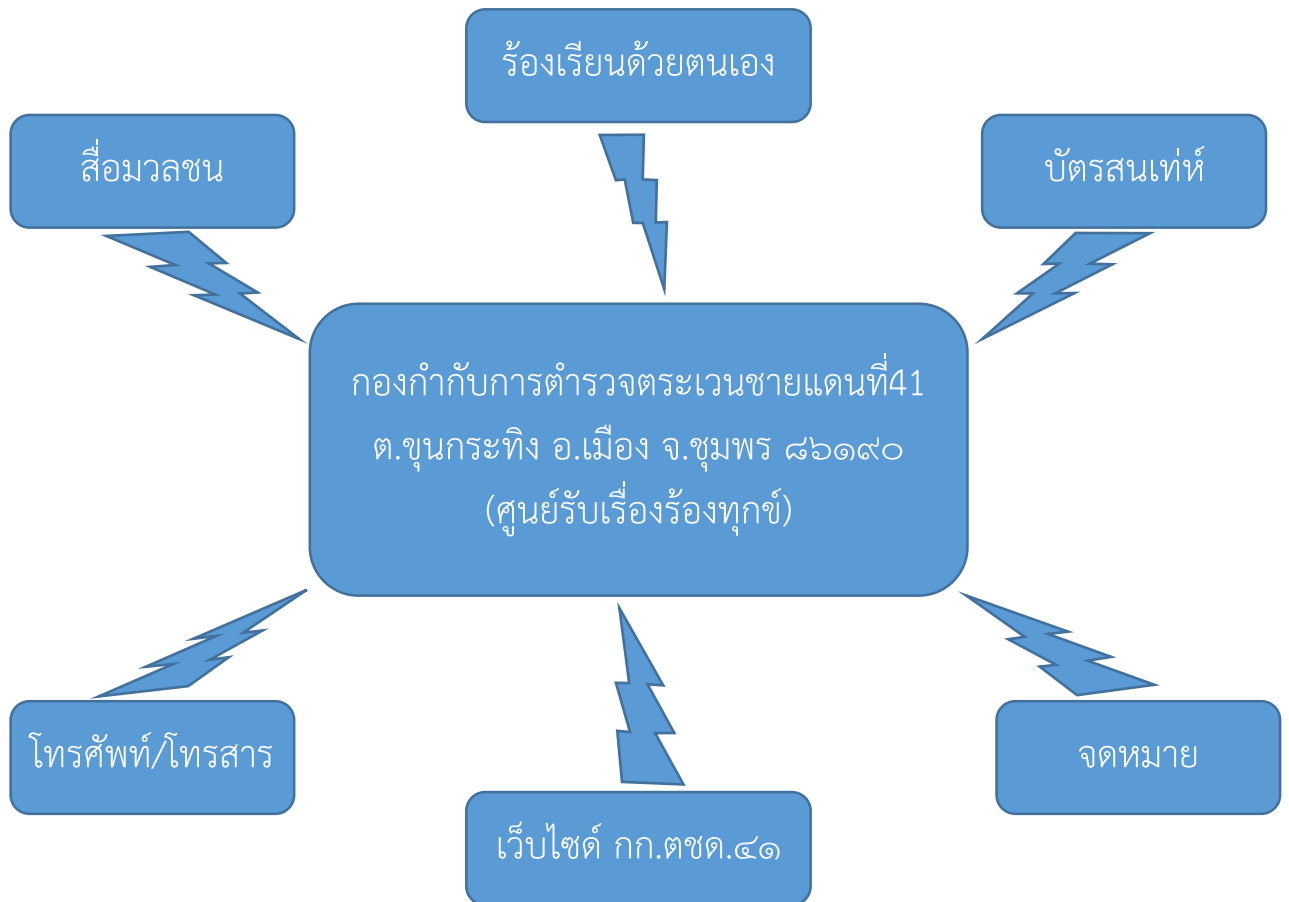 ร้องเรียนด้วยตนเอง
สื่อมวลชน
บัตรสนเท่ห์
กองกำกับการตำรวจตระเวนชายแดนที่41
ต.ขุนกระทิง อ.เมือง จ.ชุมพร ๘๖๑๙๐
(ศูนย์รับเรื่องร้องทุกข์)
โทรศัพท์/โทรสาร
จดหมาย
เว็บไซด์ กก.ตชด.๔๑